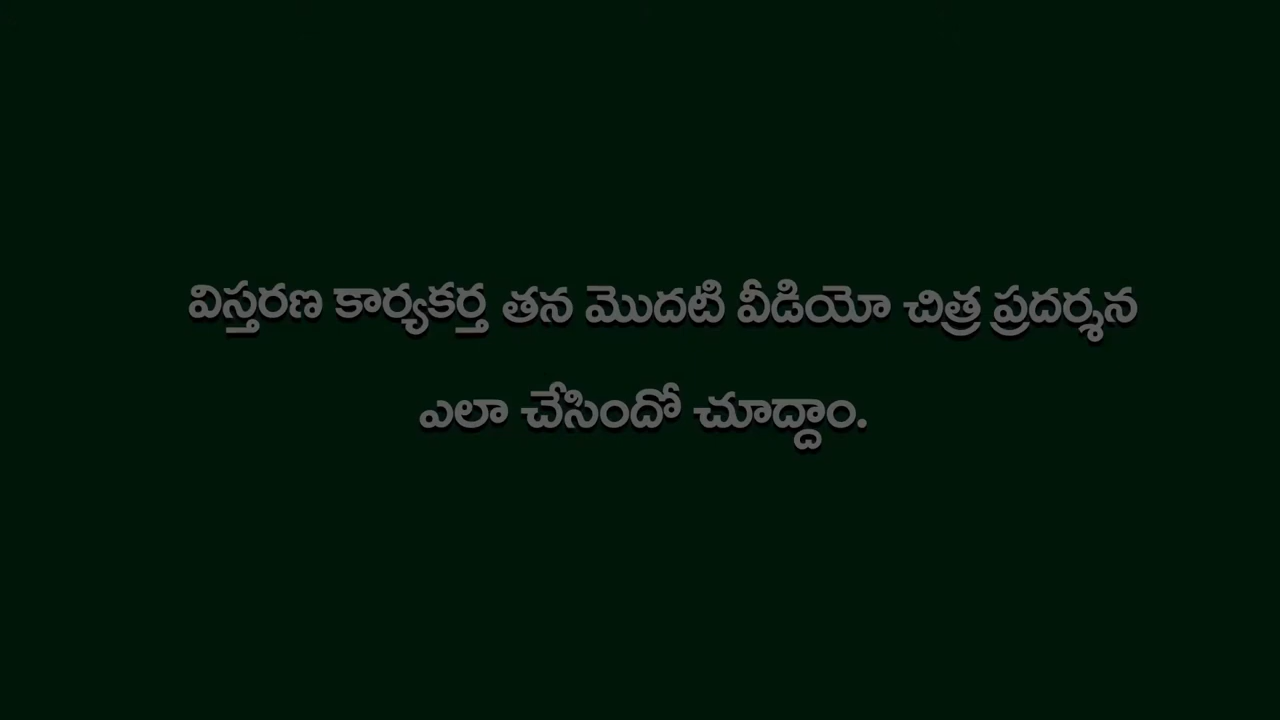 విస్తరణ కార్యకర్త తన మొదటి వీడియో చిత్ర ప్రదర్శన
ఎలా చేసిందో చూద్దాం.